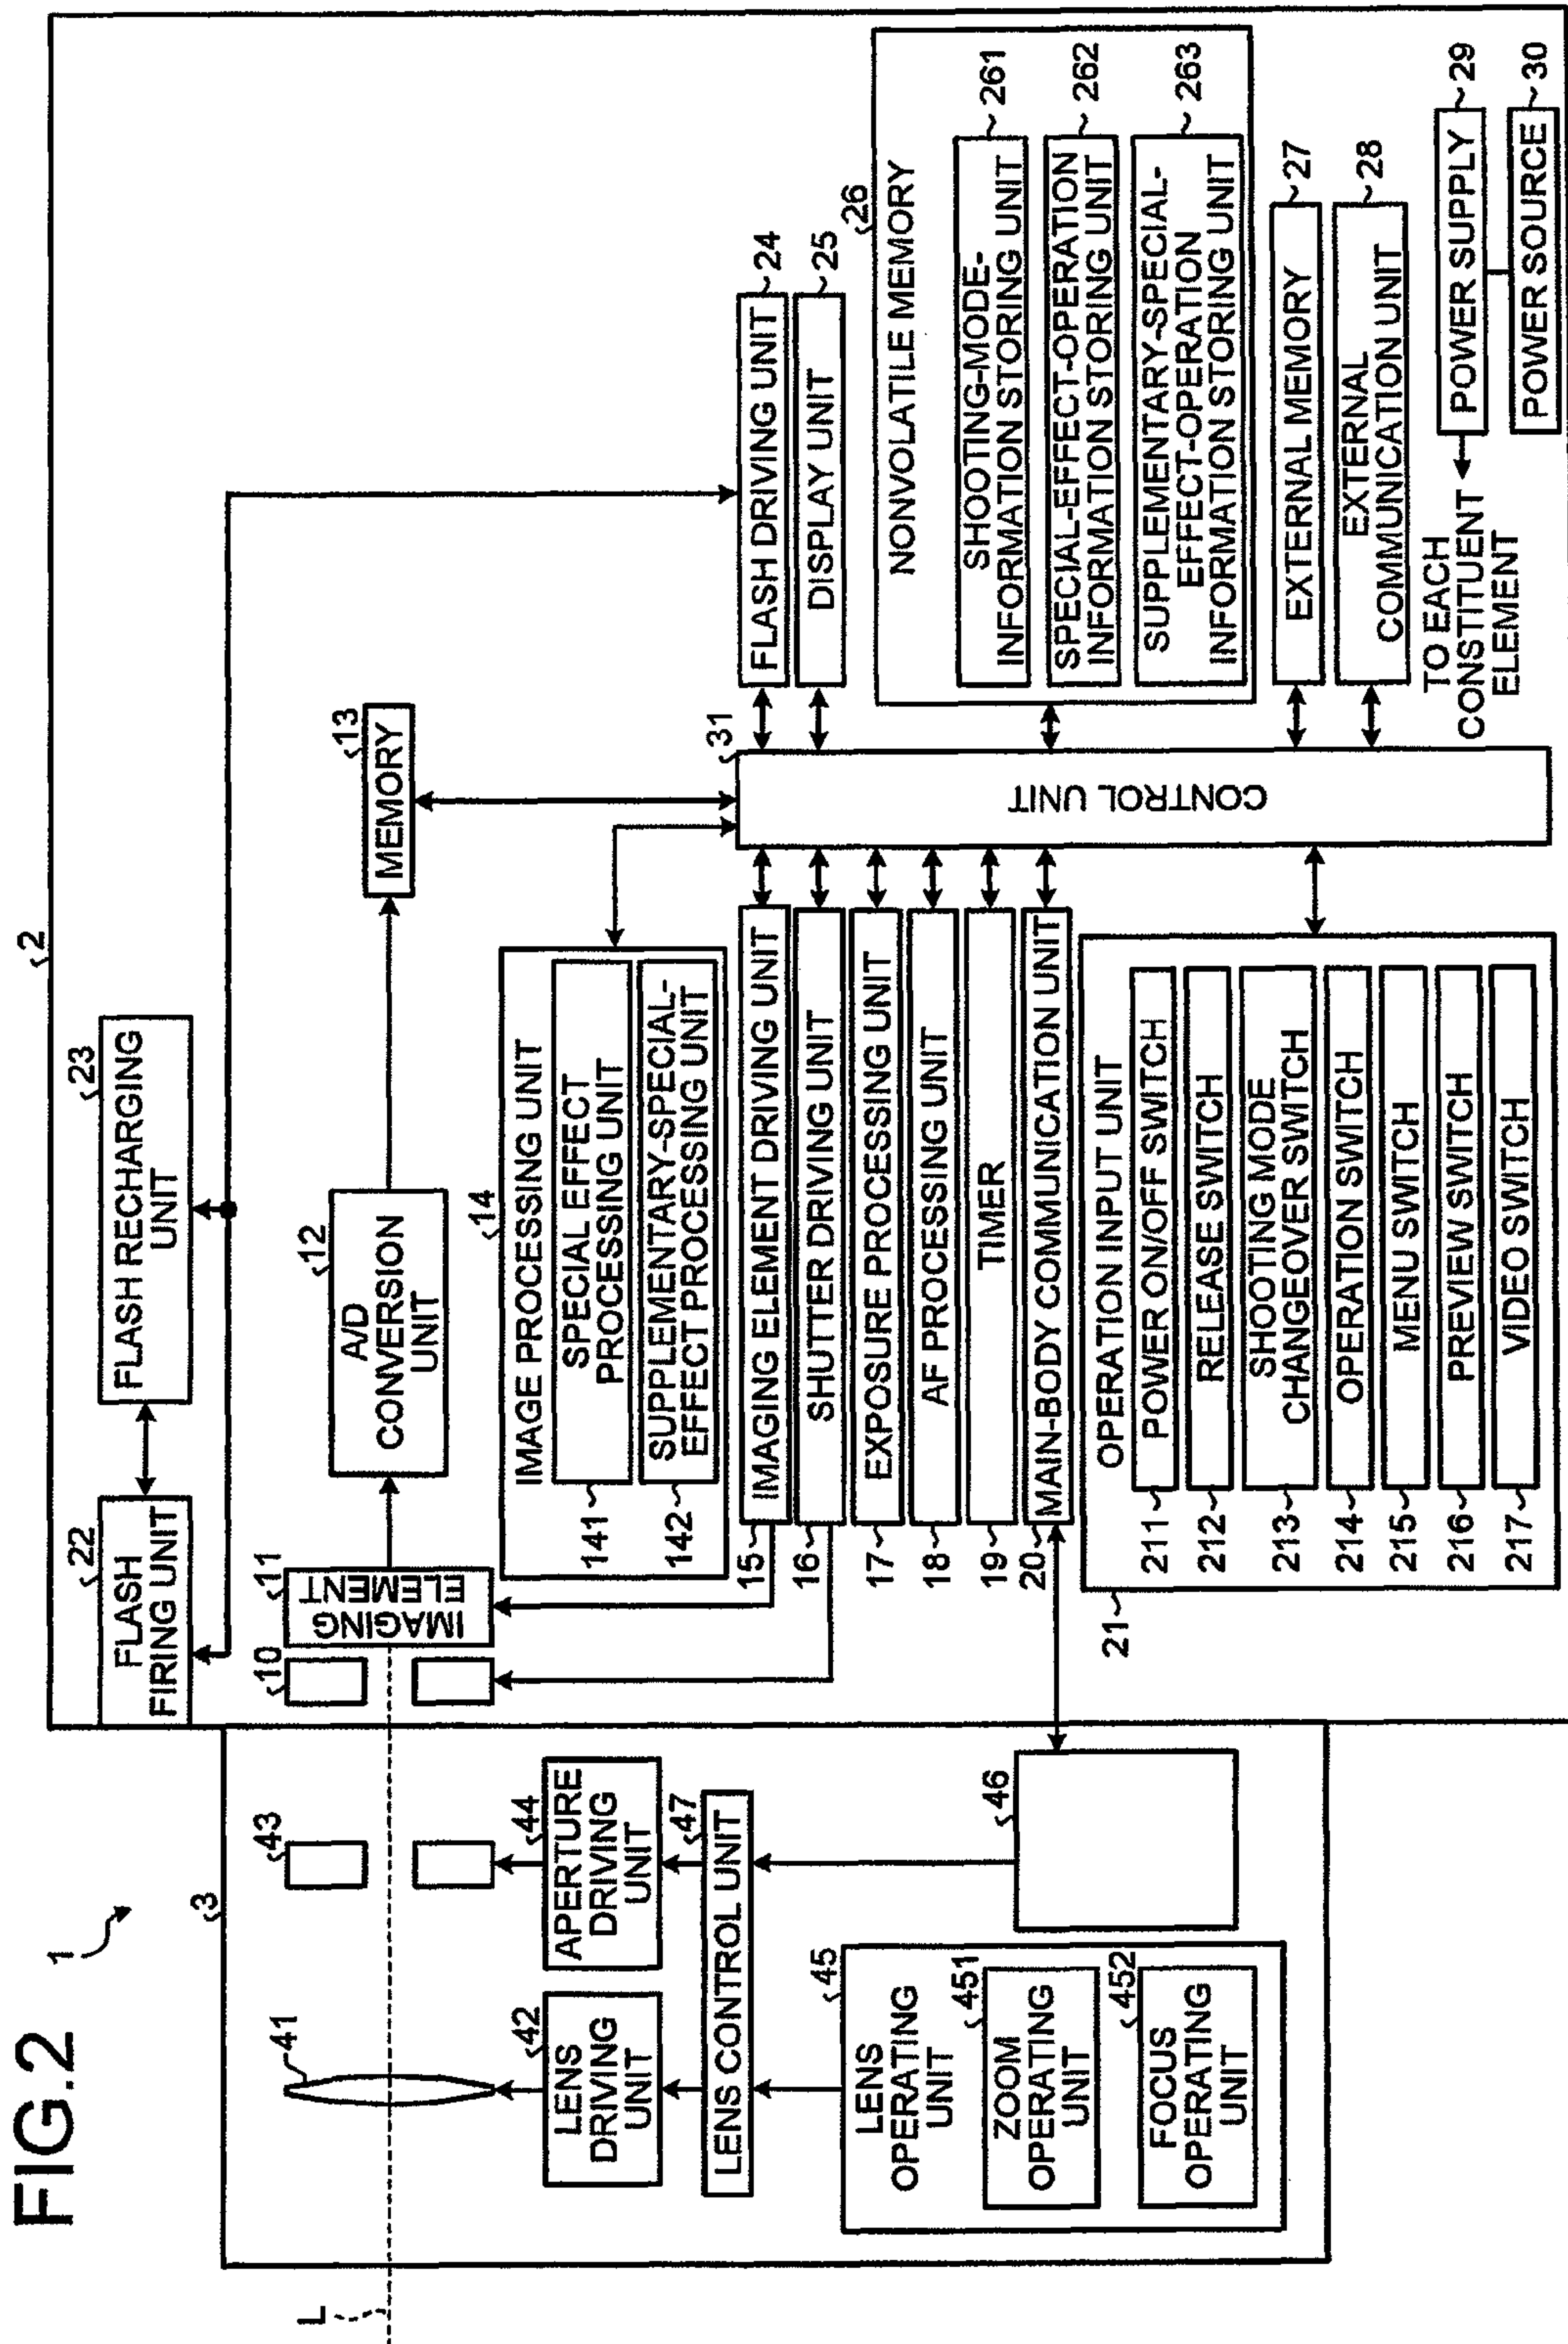 FIG.2
1
2
3
L
41
43
22
FLASH
FIRING UNIT
23
FLASH RECHARGING
UNIT
10
11
IMAGING
ELEMENT
12
A/D
CONVERSION
UNIT
13
MEMORY
42
LENS
DRIVING
UNIT
44
APERTURE
DRIVING
UNIT
47
LENS CONTROL UNIT
45
LENS
OPERATING
UNIT
451
ZOOM
OPERATING
UNIT
452
FOCUS
OPERATING
UNIT
46
14
IMAGE PROCESSING UNIT
141
SPECIAL EFFECT
PROCESSING UNIT
142
SUPPLEMENTARY-SPECIAL-
EFFECT PROCESSING UNIT
15
IMAGING ELEMENT DRIVING UNIT
16
SHUTTER DRIVING UNIT
17
EXPOSURE PROCESSING UNIT
18
AF PROCESSING UNIT
19
TIMER
20
MAIN-BODY COMMUNICATION UNIT
21
OPERATION INPUT UNIT
211
POWER ON/OFF SWITCH
212
RELEASE SWITCH
213
SHOOTING MODE
CHANGEOVER SWITCH
214
OPERATION SWITCH
215
MENU SWITCH
216
PREVIEW SWITCH
217
VIDEO SWITCH
31
CONTROL UNIT
FLASH DRIVING UNIT
24
DISPLAY UNIT
25
26
NONVOLATILE MEMORY
SHOOTING-MODE-
INFORMATION STORING UNIT
261
SPECIAL-EFFECT-OPERATION
INFORMATION STORING UNIT
262
SUPPLEMENTARY-SPECIAL-
EFFECT-OPERATION
INFORMATION STORING UNIT
263
EXTERNAL MEMORY
27
EXTERNAL
COMMUNICATION UNIT
28
TO EACH
CONSTITUENT
ELEMENT
POWER SUPPLY
29
POWER SOURCE
30